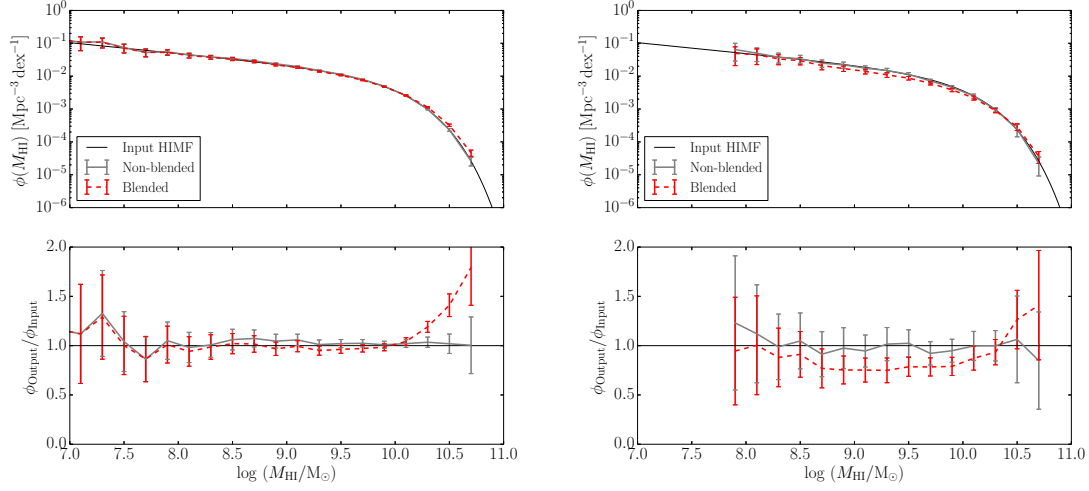 10⁰
10⁻¹
10⁻²
10⁻³
10⁻⁴
10⁻⁵
10⁻⁶
ϕ(M_HI) [Mpc⁻³ dex⁻¹]
Input HIMF
Non-blended
Blended
2.0
1.5
1.0
0.5
0.0
ϕ_Output/ϕ_Input
7.0 7.5 8.0 8.5 9.0 9.5 10.0 10.5 11.0
log (M_HI/M_⊙)
10⁰
10⁻¹
10⁻²
10⁻³
10⁻⁴
10⁻⁵
10⁻⁶
ϕ(M_HI) [Mpc⁻³ dex⁻¹]
Input HIMF
Non-blended
Blended
2.0
1.5
1.0
0.5
0.0
ϕ_Output/ϕ_Input
7.0 7.5 8.0 8.5 9.0 9.5 10.0 10.5 11.0
log (M_HI/M_⊙)